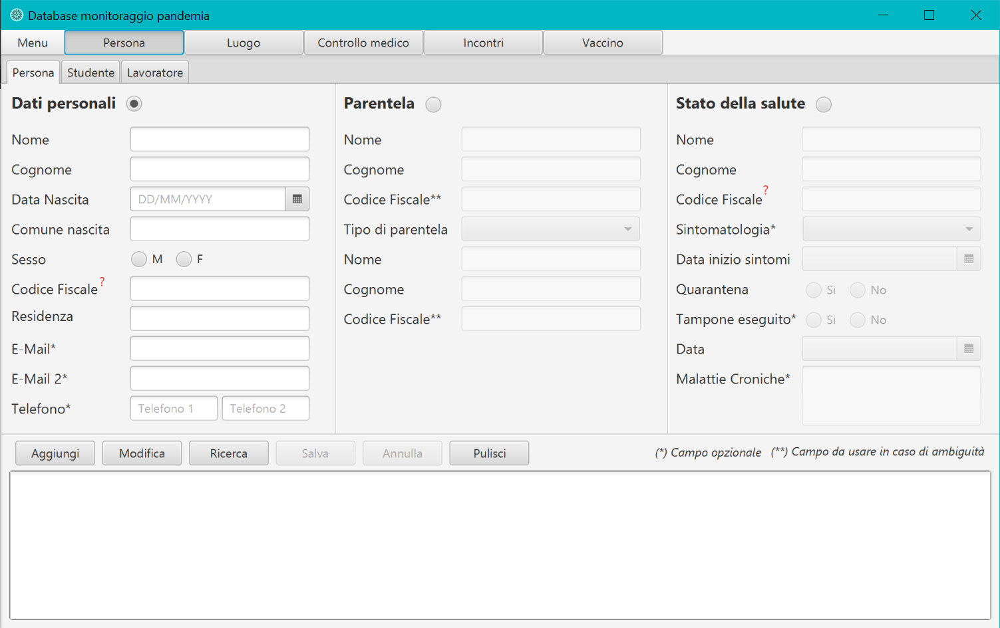 Database monitoraggio pandemia
Menu Persona Luogo Controllo medico Incontri Vaccino
Persona Studente Lavoratore
Dati personali
Nome
Cognome
Data Nascita DD/MM/YYYY
Comune nascita
Sesso M F
Codice Fiscale?
Residenza
E-Mail*
E-Mail 2*
Telefono* Telefono 1 Telefono 2
Parentela
Nome
Cognome
Codice Fiscale**
Tipo di parentela
Nome
Cognome
Codice Fiscale**
Stato della salute
Nome
Cognome
Codice Fiscale?
Sintomatologia*
Data inizio sintomi
Quarantena Si No
Tampone eseguito* Si No
Data
Malattie Croniche*
Aggiungi Modifica Ricerca Salva Annulla Pulisci (*) Campo opzionale (**) Campo da usare in caso di ambiguità